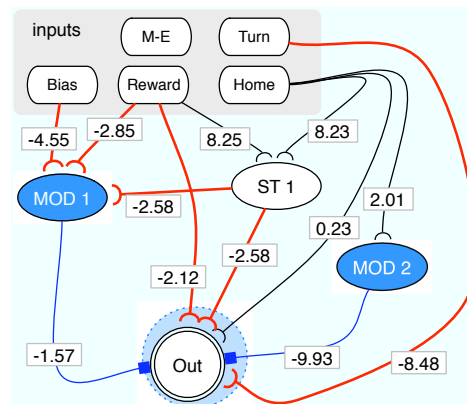 inputs
M-E
Turn
Bias
Reward
Home
-4.55
-2.85
8.25
8.23
MOD 1
ST 1
-2.58
2.01
0.23
-2.58
MOD 2
-2.12
-1.57
Out
-9.93
-8.48